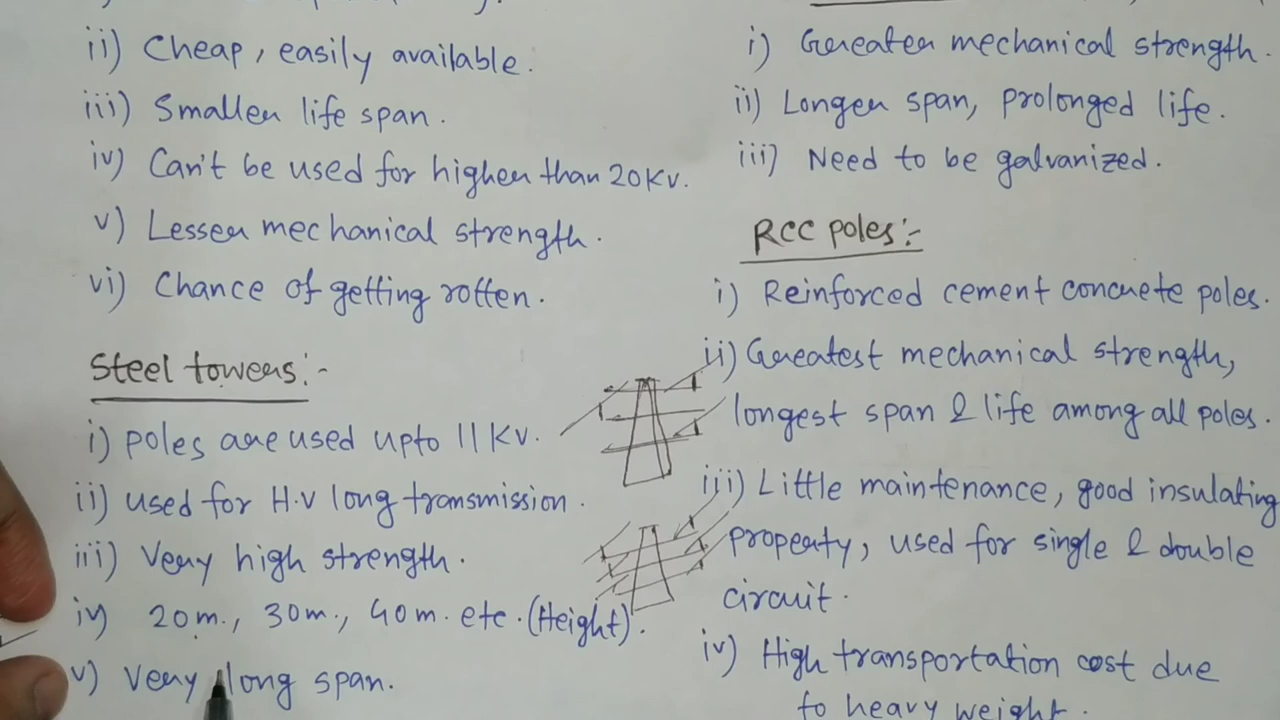 ii) Cheap, easily available.
iii) Smaller life span.
iv) Can't be used for higher than 20KV.
v) Lesser mechanical strength.
vi) Chance of getting rotten.
Steel towers:-
i) poles are used upto 11KV.
ii) used for H.V long transmission.
iii) Very high strength.
iv) 20m., 30m., 40m. etc. (Height).
v) Very long span.
i) Greater mechanical strength.
ii) Longer span, prolonged life.
iii) Need to be galvanized.
RCC poles:-
i) Reinforced cement concrete poles.
ii) Greatest mechanical strength,
longest span & life among all poles.
iii) Little maintenance, good insulating
property, used for single & double
circuit.
iv) High transportation cost due
to heavy weight.